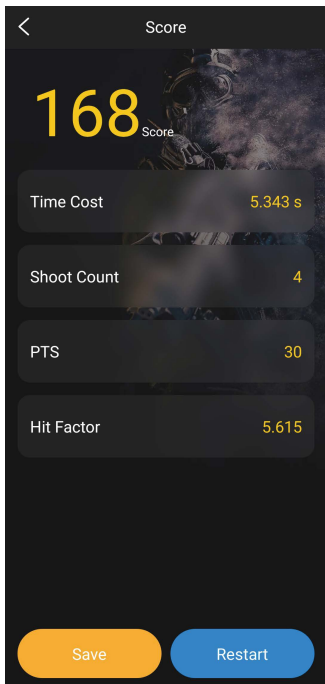 Score
168 Score
Time Cost 5.343 s
Shoot Count 4
PTS 30
Hit Factor 5.615
Save Restart